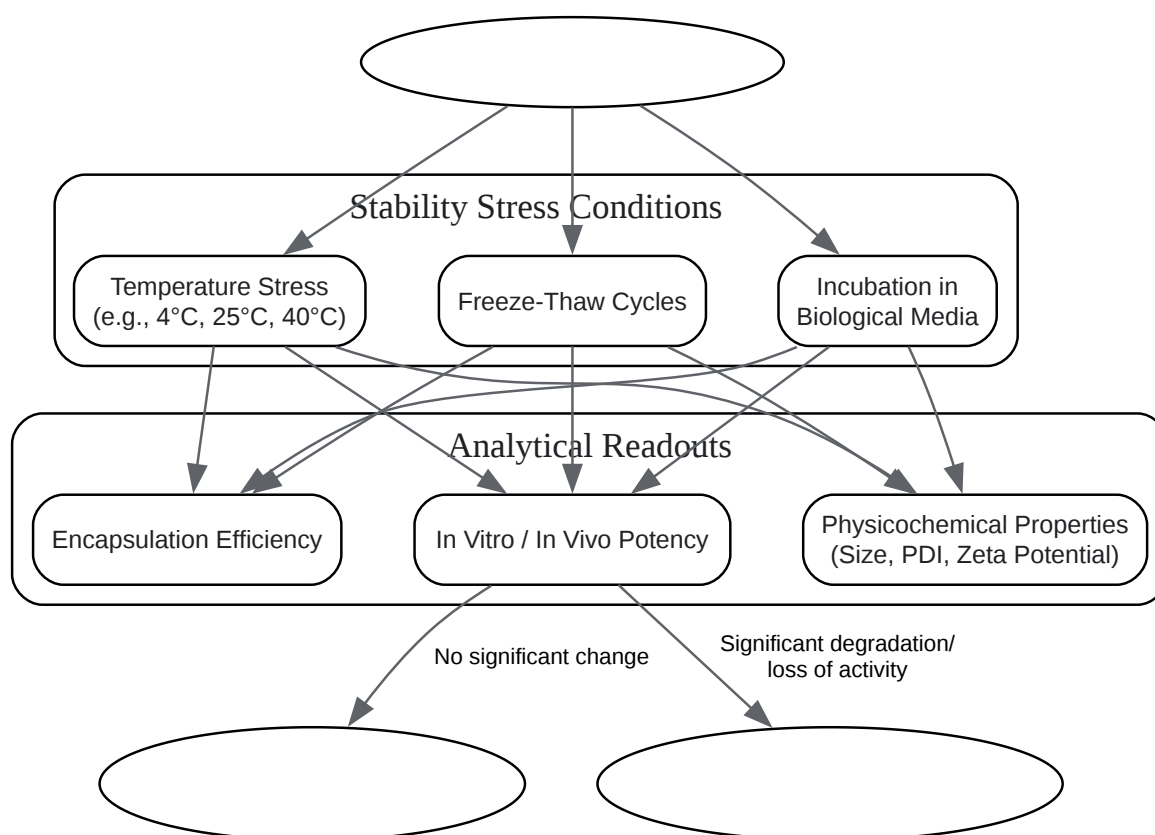 Stability Stress Conditions
Temperature Stress
(e.g., 4°C, 25°C, 40°C)
Freeze-Thaw Cycles
Incubation in
Biological Media
Analytical Readouts
Encapsulation Efficiency
In Vitro / In Vivo Potency
Physicochemical Properties
(Size, PDI, Zeta Potential)
No significant change
Significant degradation/
loss of activity